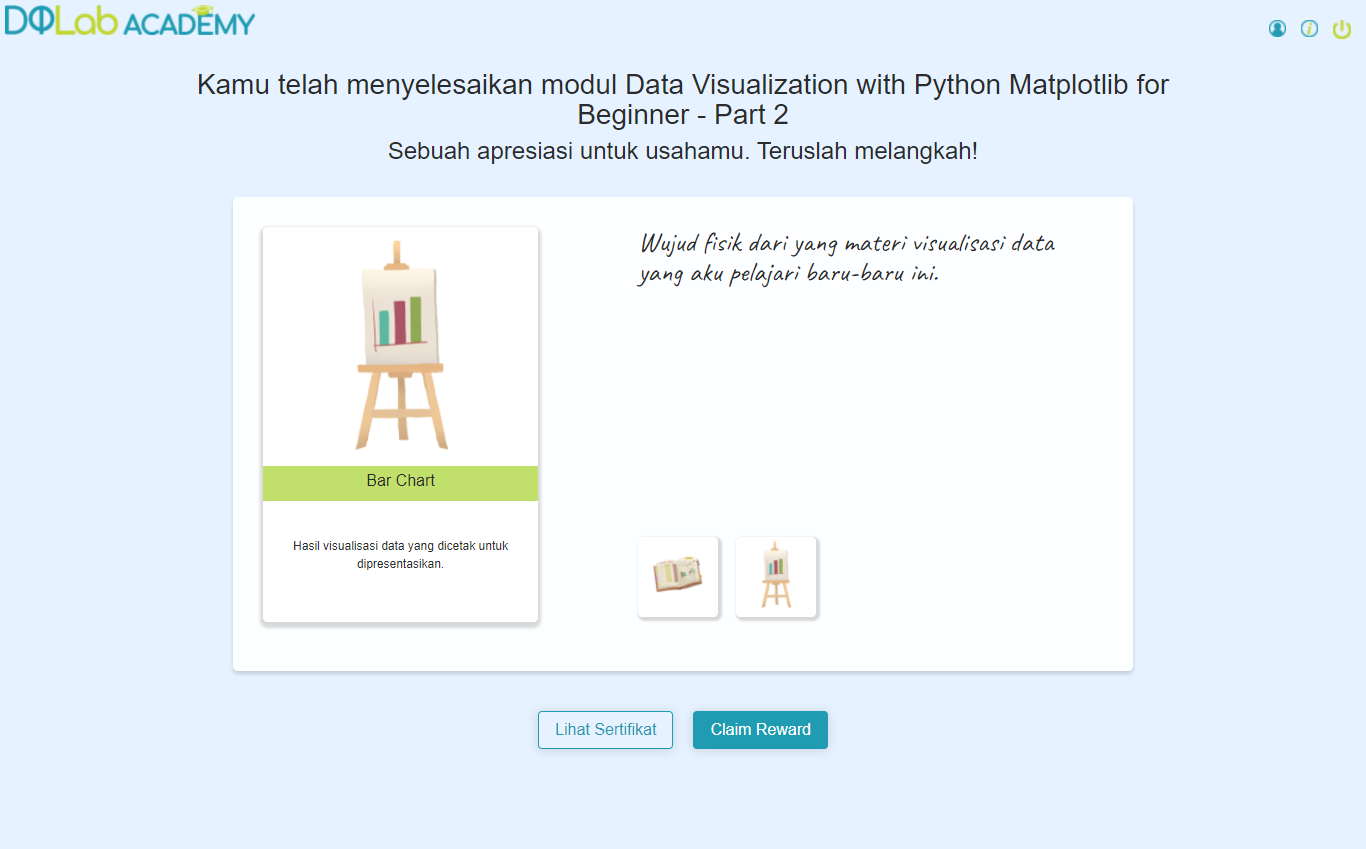 DQLab ACADEMY
Kamu telah menyelesaikan modul Data Visualization with Python Matplotlib for
Beginner - Part 2
Sebuah apresiasi untuk usahamu. Teruslah melangkah!
Wujud fisik dari yang materi visualisasi data
yang aku pelajari baru-baru ini.
Bar Chart
Hasil visualisasi data yang dicetak untuk
dipresentasikan.
Lihat Sertifikat
Claim Reward